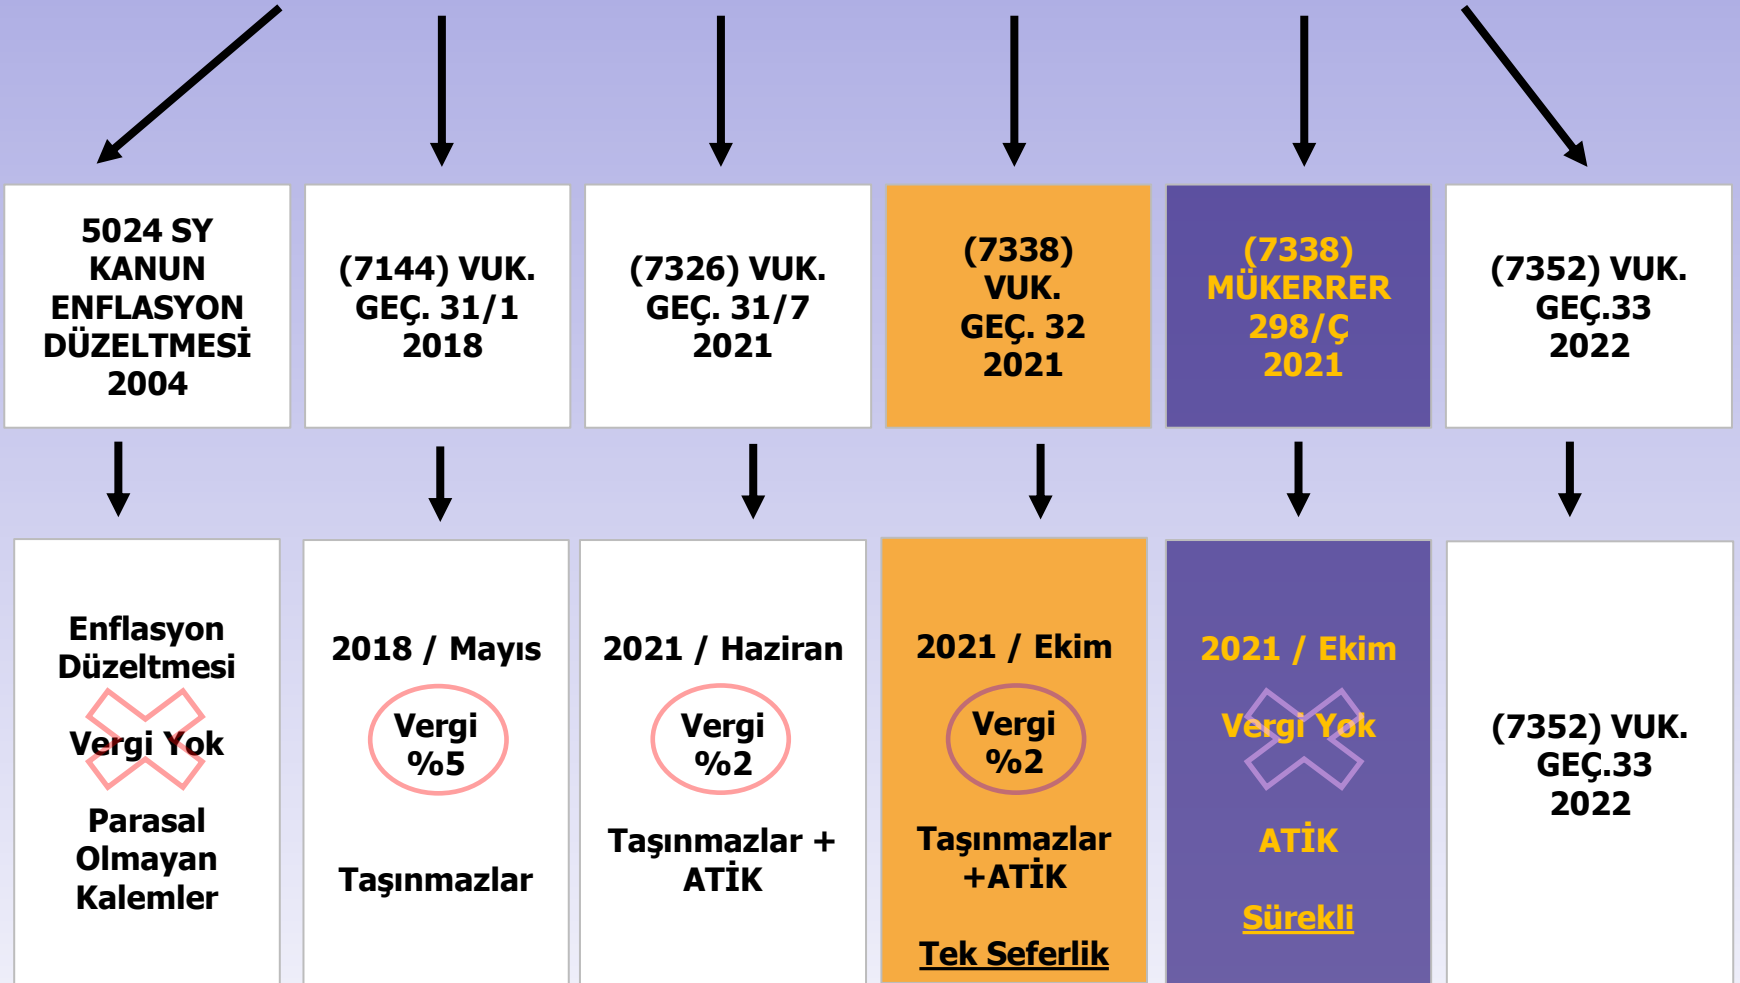 5024 SY
KANUN
ENFLASYON
DÜZELTMESİ
2004
(7144) VUK.
GEÇ. 31/1
2018
(7326) VUK.
GEÇ. 31/7
2021
(7338)
VUK.
GEÇ. 32
2021
(7338)
MÜKERRER
298/Ç
2021
(7352) VUK.
GEÇ.33
2022
Enflasyon
Düzeltmesi
Vergi Yok
Parasal
Olmayan
Kalemler
2018 / Mayıs
Vergi
%5
Taşınmazlar
2021 / Haziran
Vergi
%2
Taşınmazlar +
ATİK
2021 / Ekim
Vergi
%2
Taşınmazlar
+ATİK
Tek Seferlik
2021 / Ekim
Vergi Yok
ATİK
Sürekli
(7352) VUK.
GEÇ.33
2022